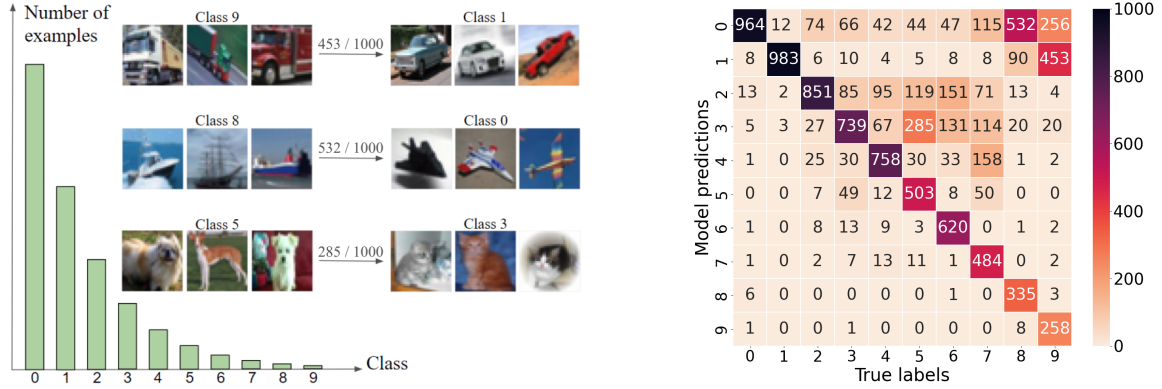 Number of
examples
Class 9
453 / 1000
Class 1
Class 8
532 / 1000
Class 0
Class 5
285 / 1000
Class 3
Class
0 1 2 3 4 5 6 7 8 9
Model predictions
0 964 12 74 66 42 44 47 115 532 256
1 8 983 6 10 4 5 8 8 90 453
2 13 2 851 85 95 119 151 71 13 4
3 5 3 27 739 67 285 131 114 20 20
4 1 0 25 30 758 30 33 158 1 2
5 0 0 7 49 12 503 8 50 0 0
6 1 0 8 13 9 3 620 0 1 2
7 1 0 2 7 13 11 1 484 0 2
8 6 0 0 0 0 0 1 0 335 3
9 1 0 0 1 0 0 0 0 8 258
0 1 2 3 4 5 6 7 8 9
True labels
1000
800
600
400
200
0